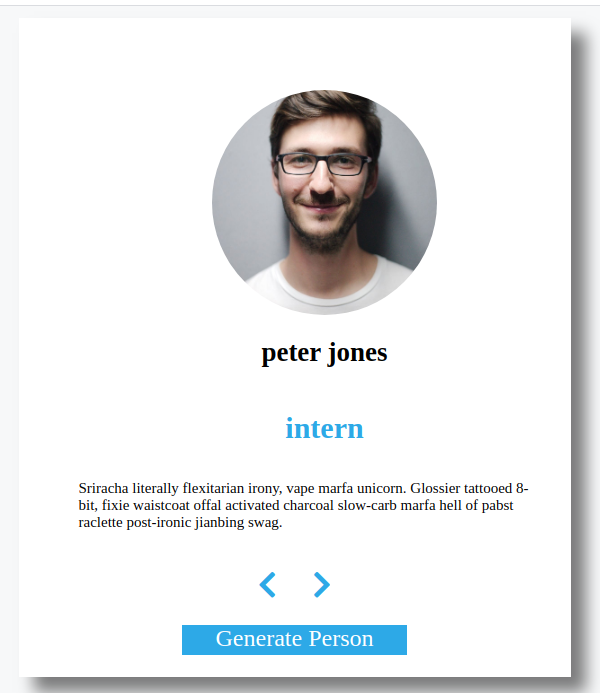 peter jones
intern
Sriracha literally flexitarian irony, vape marfa unicorn. Glossier tattooed 8-
bit, fixie waistcoat offal activated charcoal slow-carb marfa hell of pabst
raclette post-ironic jianbing swag.
Generate Person